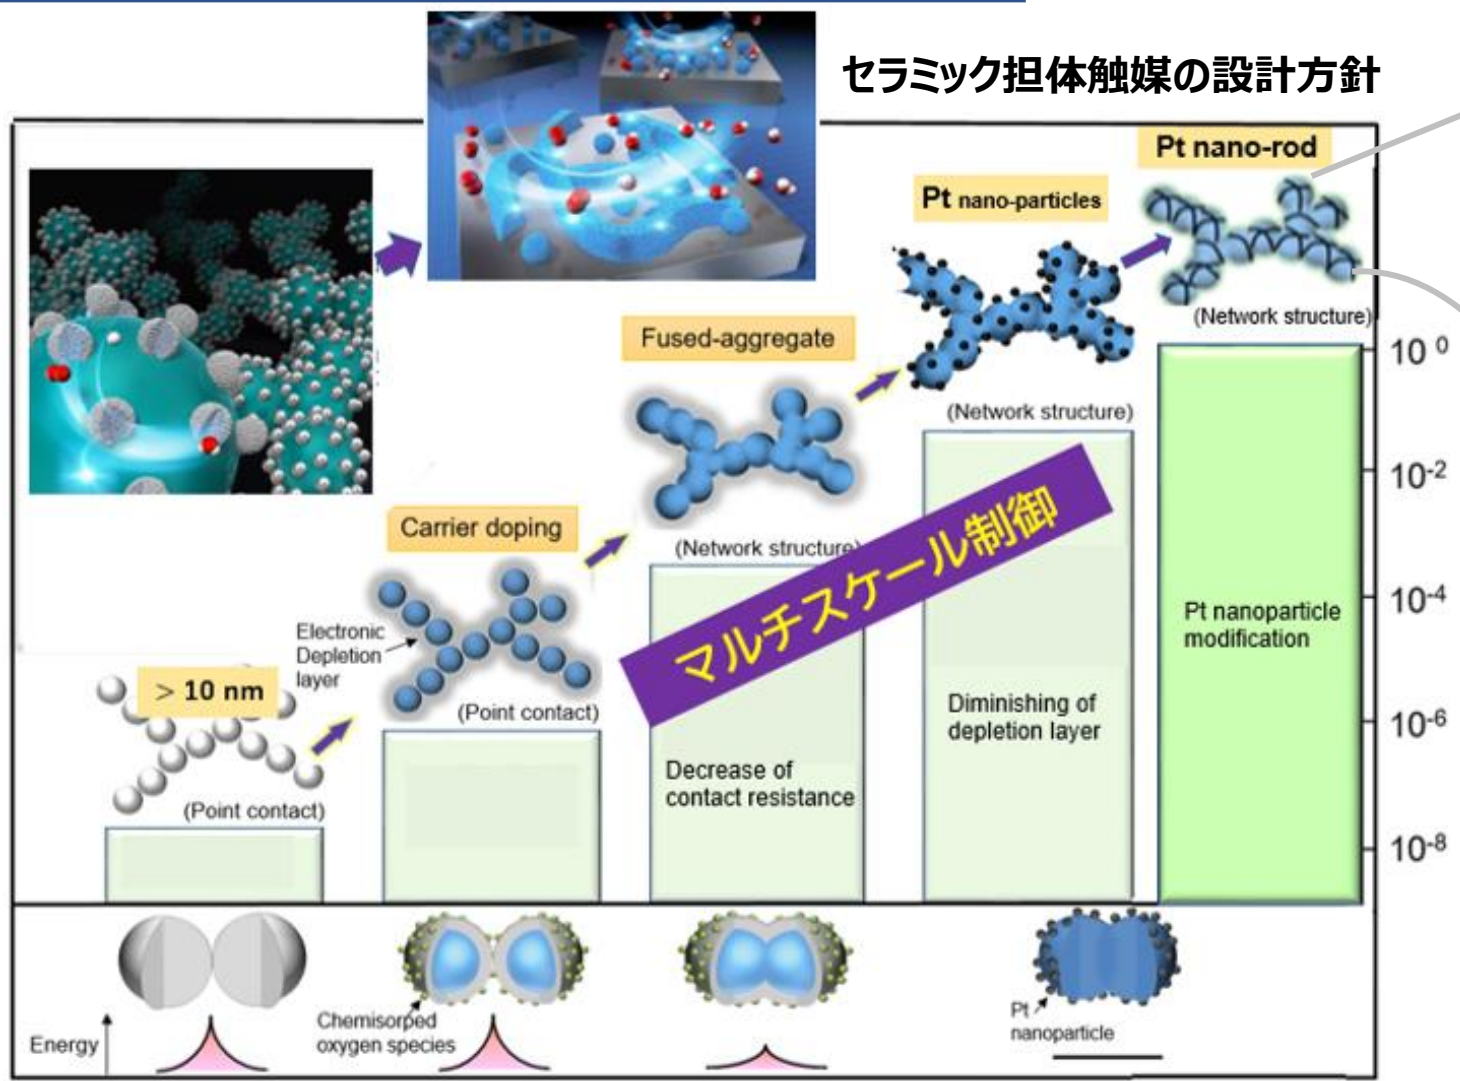 セラミック担体触媒の設計方針
Pt nano-rod
Pt nano-particles
(Network structure)
Fused-aggregate
10 0
(Network structure)
10-2
Carrier doping
マルチスケール制御
(Network structure)
10-4
Pt nanoparticle
modification
Electronic
Depletion
layer
> 10 nm
(Point contact)
Diminishing of
depletion layer
10-6
Decrease of
contact resistance
(Point contact)
10-8
Chemisorped
oxygen species
Pt
nanoparticle
Energy